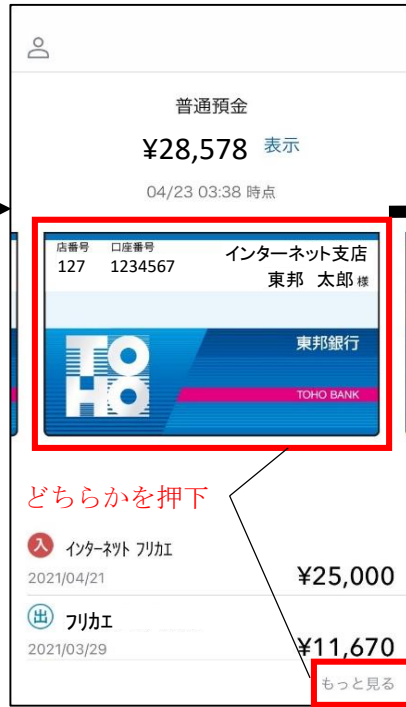 普通預金
¥28,578 表示
04/23 03:38 時点
店番号 口座番号 インターネット支店
127 1234567 東邦 太郎 様
TOHO
東邦銀行
TOHO BANK
どちらかを押下
入 インターネット フリカエ
2021/04/21 ¥25,000
出 フリカエ
2021/03/29 ¥11,670
もっと見る